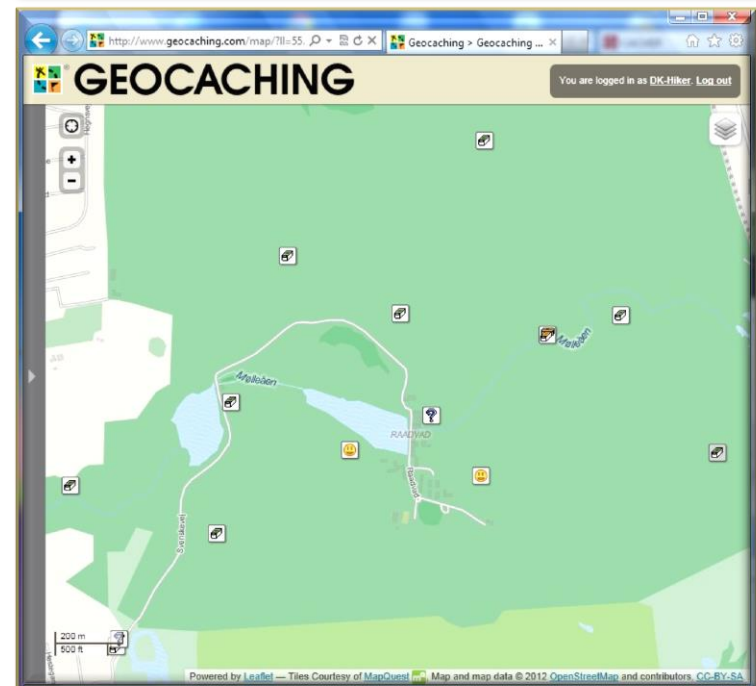 http://www.geocaching.com/map/?ll=55.
Geocaching > Geocaching ...
GEOCACHING
You are logged in as DK-Hiker. Log out
Mølleåen
Mølleåen
RAADVAD
Raadvad
Svenskevej
200 m
500 ft
Powered by Leaflet — Tiles Courtesy of MapQuest Map and map data © 2012 OpenStreetMap and contributors, CC-BY-SA